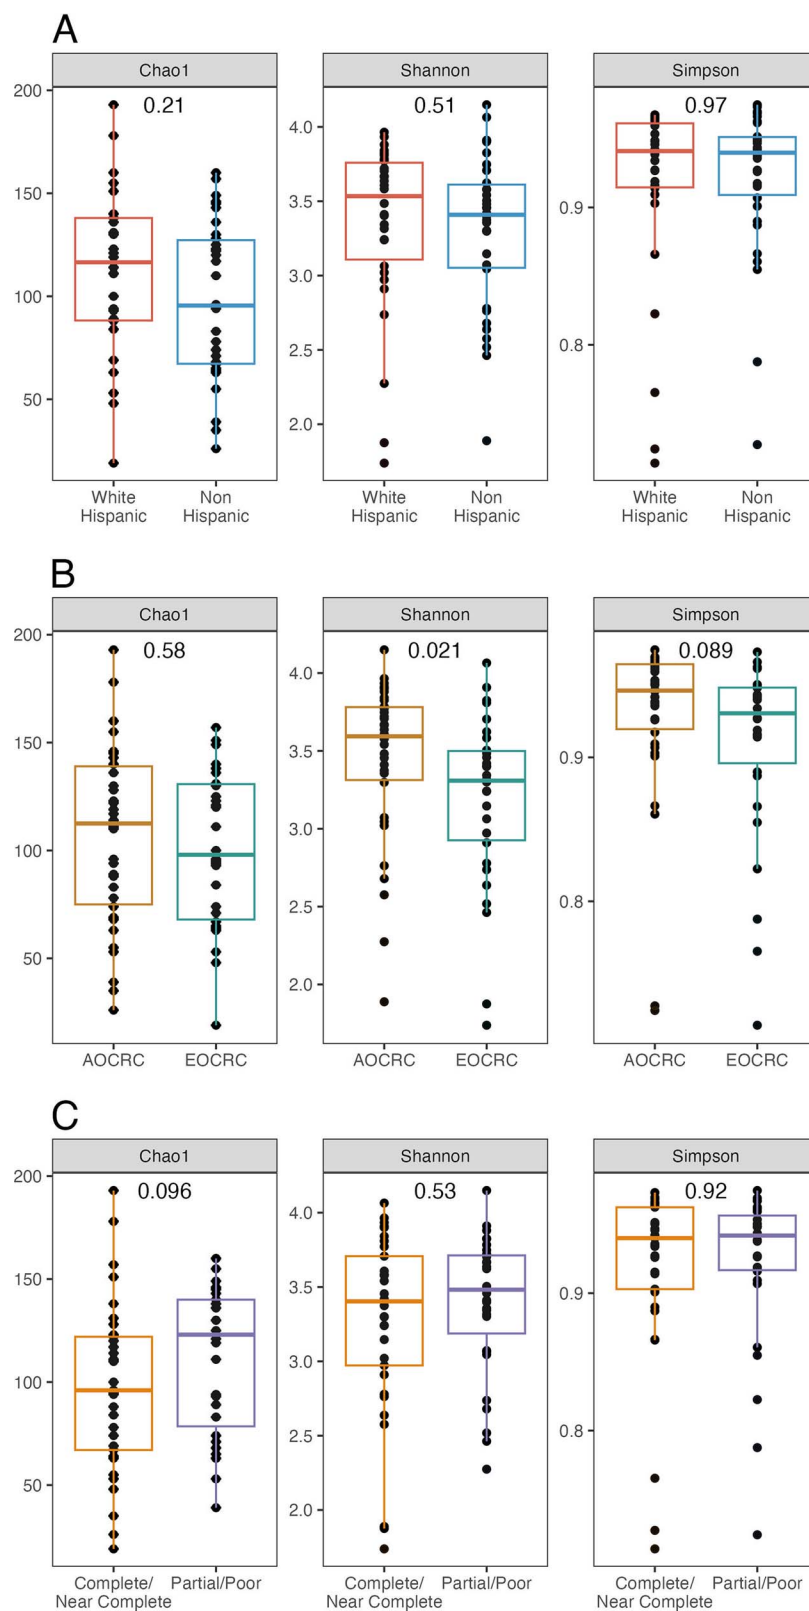 A
Chao1
Shannon
Simpson
0.21
0.51
0.97
200
150
100
50
4.0
3.5
3.0
2.5
2.0
0.9
0.8
White
Hispanic
Non
Hispanic
White
Hispanic
Non
Hispanic
White
Hispanic
Non
Hispanic
B
Chao1
Shannon
Simpson
0.58
0.021
0.089
200
150
100
50
4.0
3.5
3.0
2.5
2.0
0.9
0.8
AOCRC
EOCRC
AOCRC
EOCRC
AOCRC
EOCRC
C
Chao1
Shannon
Simpson
0.096
0.53
0.92
200
150
100
50
4.0
3.5
3.0
2.5
2.0
0.9
0.8
Complete/
Near Complete
Partial/Poor
Complete/
Near Complete
Partial/Poor
Complete/
Near Complete
Partial/Poor